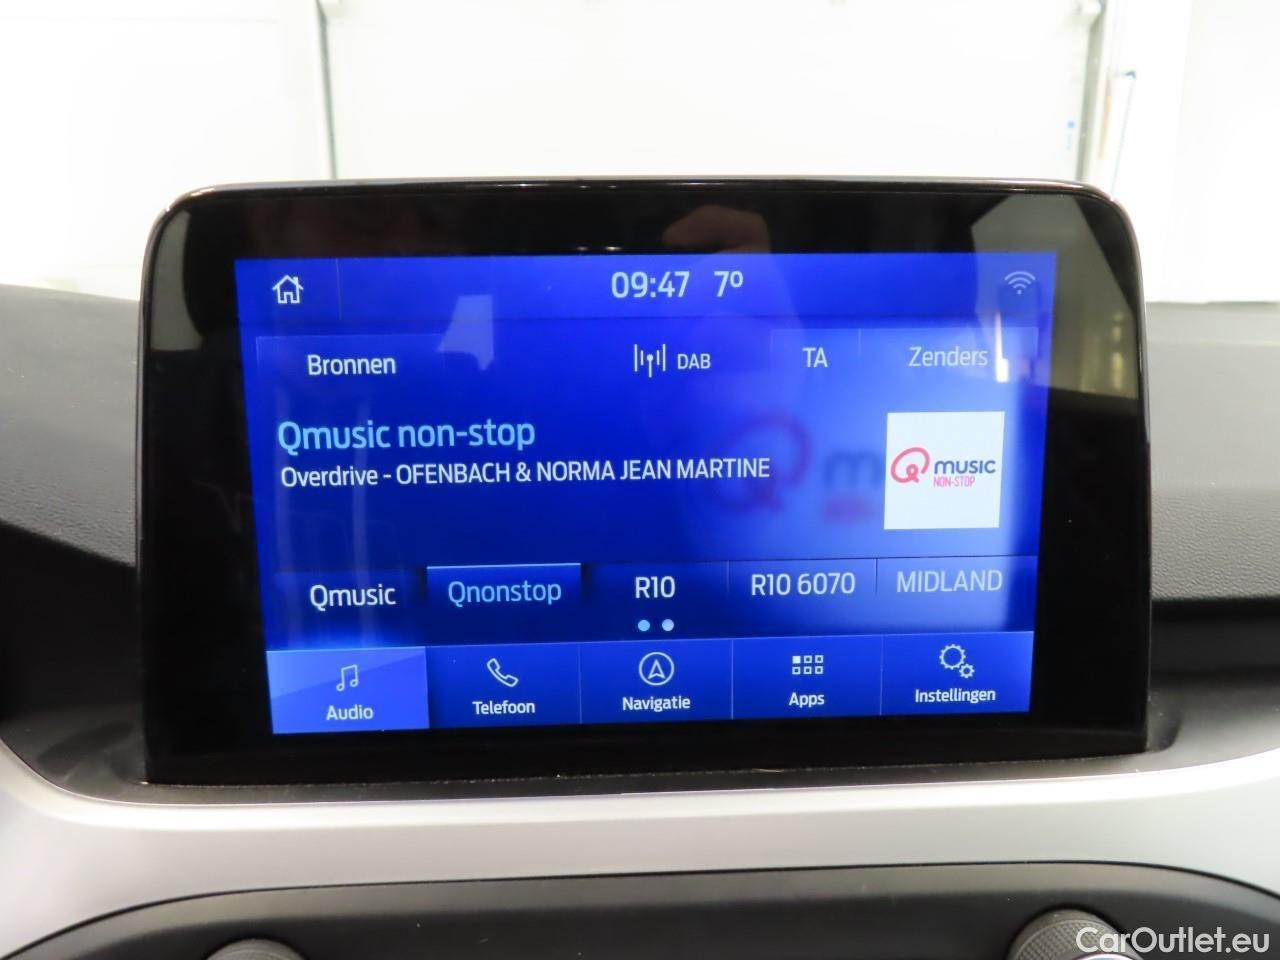 09:47 7º
Bronnen DAB TA Zenders
Qmusic non-stop
Overdrive - OFENBACH & NORMA JEAN MARTINE
Q MUSIC
NON-STOP
Qmusic Qnonstop R10 R10 6070 MIDLAND
Audio Telefoon Navigatie Apps Instellingen
CarOutlet.eu